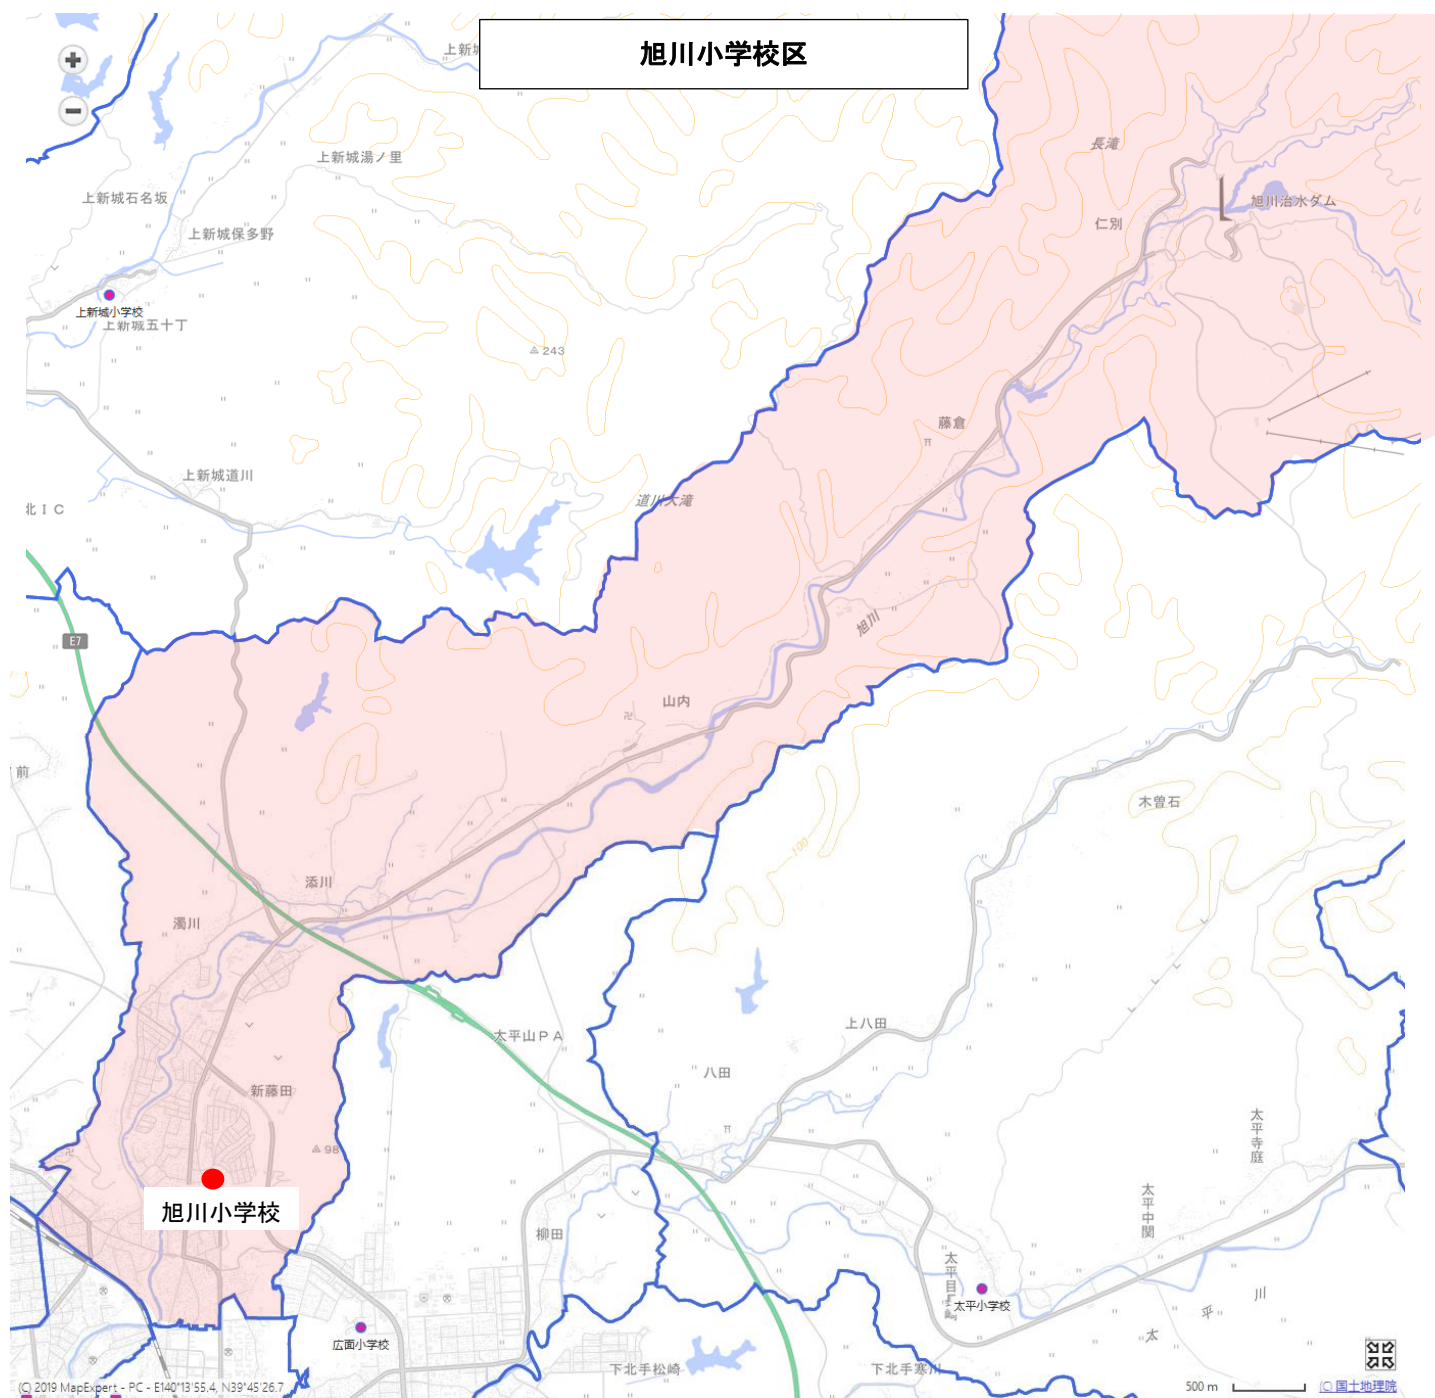 旭川小学校区
上新城
上新城湯ノ里
長滝
上新城石名坂
旭川治水ダム
仁別
上新城保多野
上新城小学校
上新城五十丁
243
藤倉
上新城道川
道川大滝
北IC
旭川
E7
山内
前
木曽石
100
添川
濁川
上八田
太平山PA
八田
新藤田
98
太平寺庭
旭川小学校
太平中関
柳田
太平目長崎
太平川
太平小学校
広面小学校
下北手松崎
下北手寒川
(C) 2019 MapExpert - PC - E140°13'55.4, N39°45'26.7
500 m
(C) 国土地理院